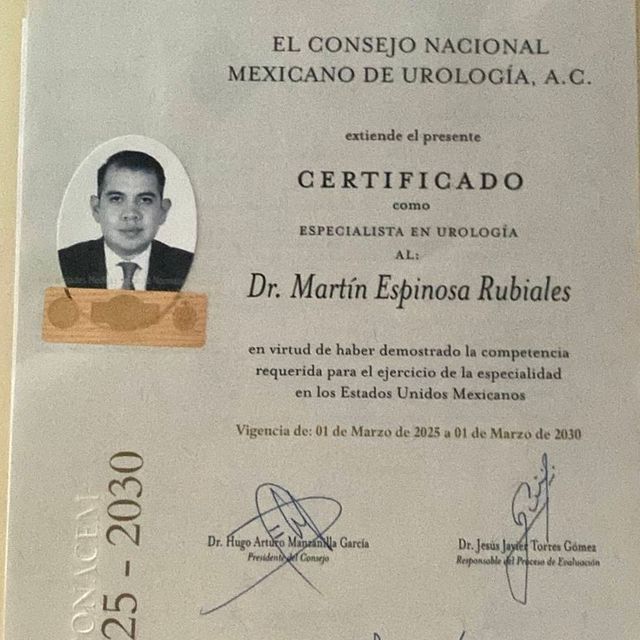 EL CONSEJO NACIONAL
MEXICANO DE UROLOGÍA, A.C.
extiende el presente
CERTIFICADO
como
ESPECIALISTA EN UROLOGÍA
AL:
Dr. Martín Espinosa Rubiales
en virtud de haber demostrado la competencia
requerida para el ejercicio de la especialidad
en los Estados Unidos Mexicanos
Vigencia de: 01 de Marzo de 2025 a 01 de Marzo de 2030
Dr. Hugo Arturo Manzanilla García
Presidente del Consejo
Dr. Jesús Javier Torres Gómez
Responsable del Proceso de Evaluación
ONACEM
25 - 2030